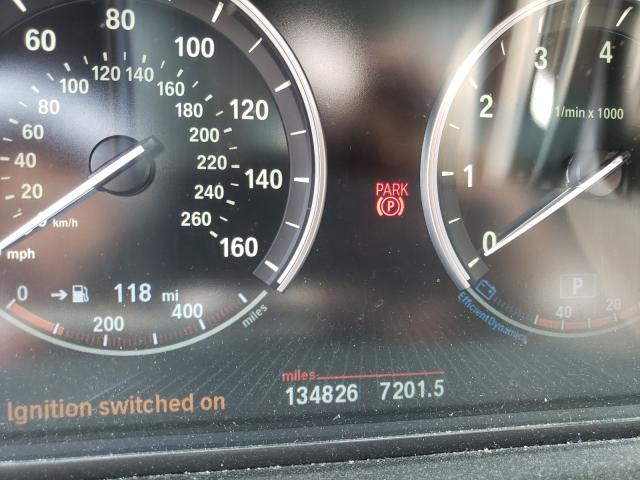 60 80 100 120 140 160
20 40 60 80 100 120 140 160 180 200 220 240 260
km/h
mph
→ 118 mi
0 200 400 miles
PARK
(P)
0 1 2 3 4
1/min x 1000
P
EfficientDynamics
40 20
miles
134826 7201.5
Ignition switched on